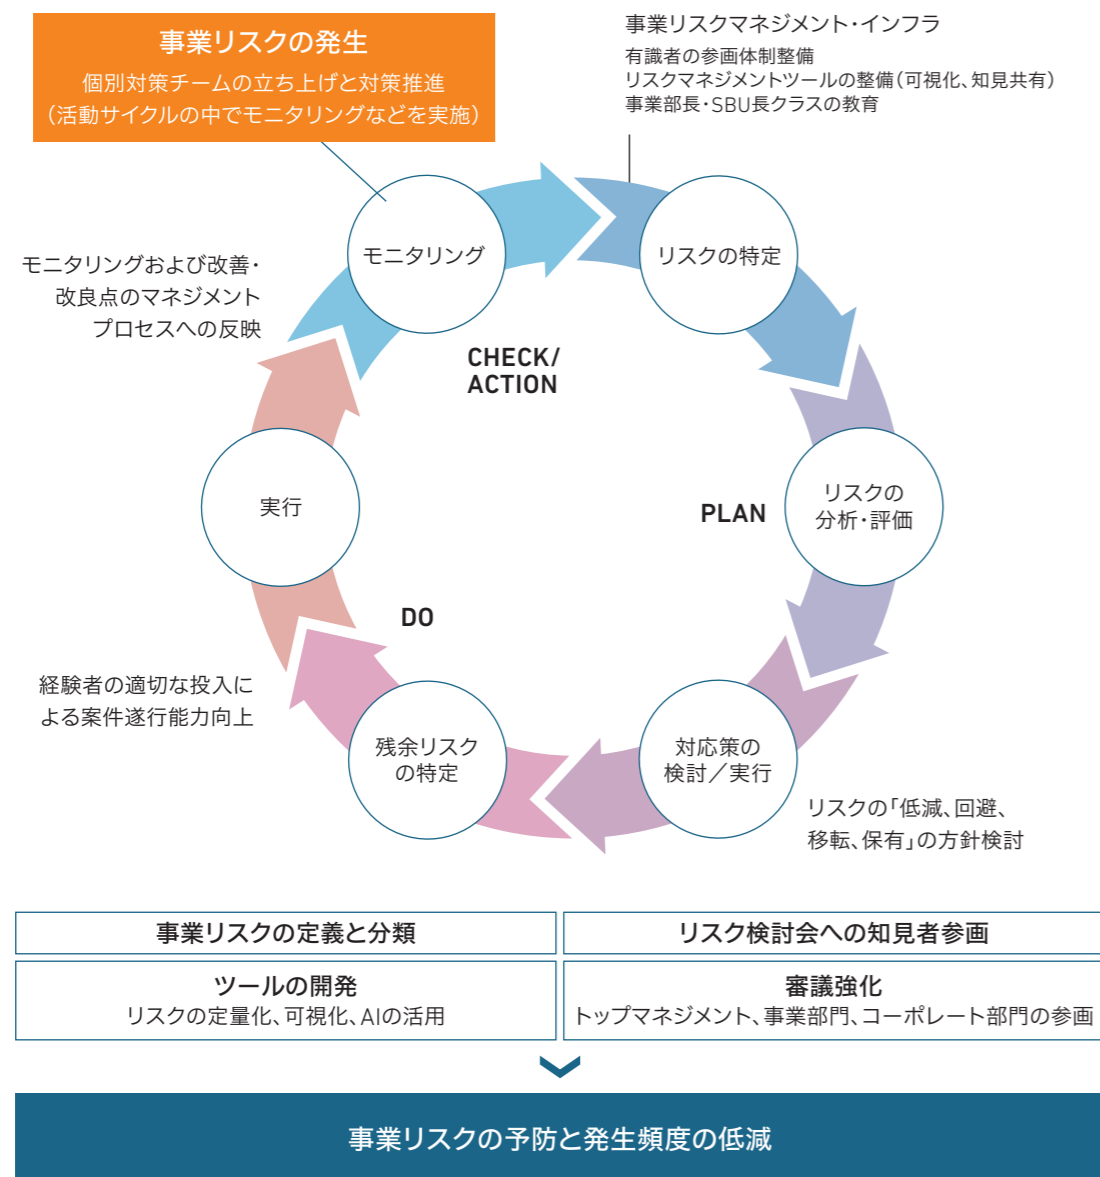 事業リスクの発生
個別対策チームの立ち上げと対策推進
（活動サイクルの中でモニタリングなどを実施）
事業リスクマネジメント・インフラ
有識者の参画体制整備
リスクマネジメントツールの整備（可視化、知見共有）
事業部長・SBU長クラスの教育
モニタリング
リスクの特定
モニタリングおよび改善・
改良点のマネジメント
プロセスへの反映
CHECK/
ACTION
実行
PLAN
リスクの
分析・評価
DO
経験者の適切な投入に
よる案件遂行能力向上
残余リスク
の特定
対応策の
検討／実行
リスクの「低減、回避、
移転、保有」の方針検討
事業リスクの定義と分類
リスク検討会への知見者参画
ツールの開発
リスクの定量化、可視化、AIの活用
審議強化
トップマネジメント、事業部門、コーポレート部門の参画
事業リスクの予防と発生頻度の低減